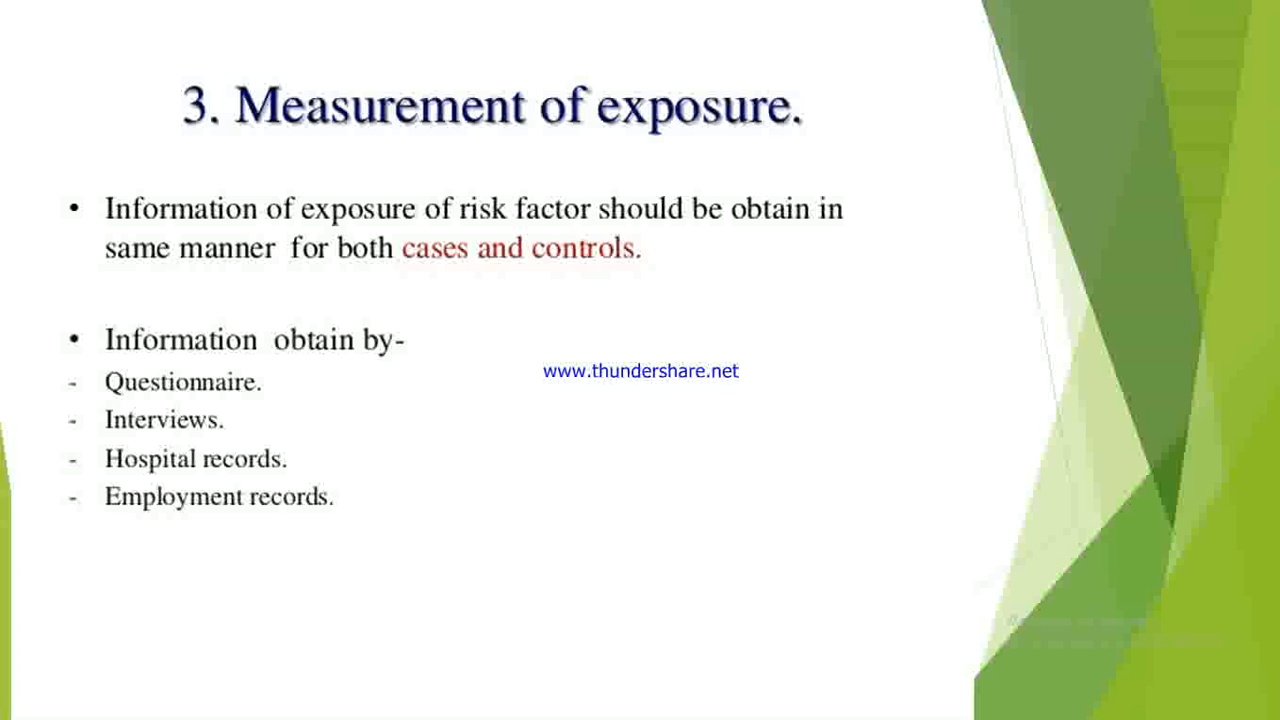 3. Measurement of exposure.
• Information of exposure of risk factor should be obtain in
same manner for both cases and controls.
• Information obtain by-
www.thundershare.net
- Questionnaire.
- Interviews.
- Hospital records.
- Employment records.